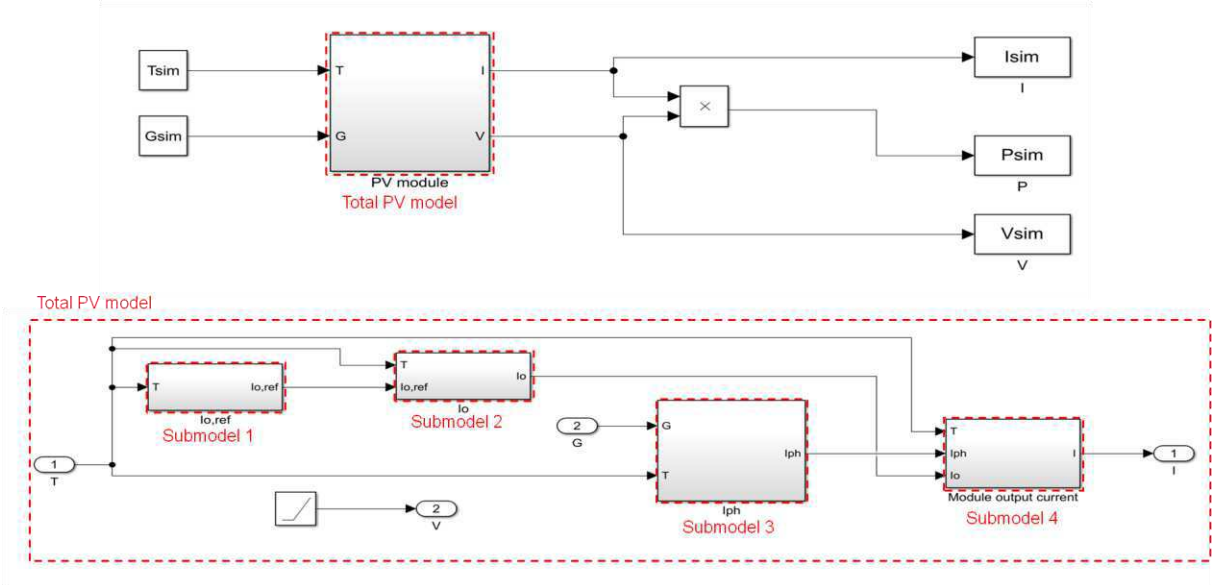 Tsim
Gsim
T
G
I
V
PV module
Total PV model
×
Isim
I
Psim
P
Vsim
V
Total PV model
T
Io,ref
Io,ref
Submodel 1
T
Io,ref
Io
Io
Submodel 2
1
T
2
V
2
G
G
T
Iph
Iph
Submodel 3
T
Iph
Io
I
Module output current
Submodel 4
1
I